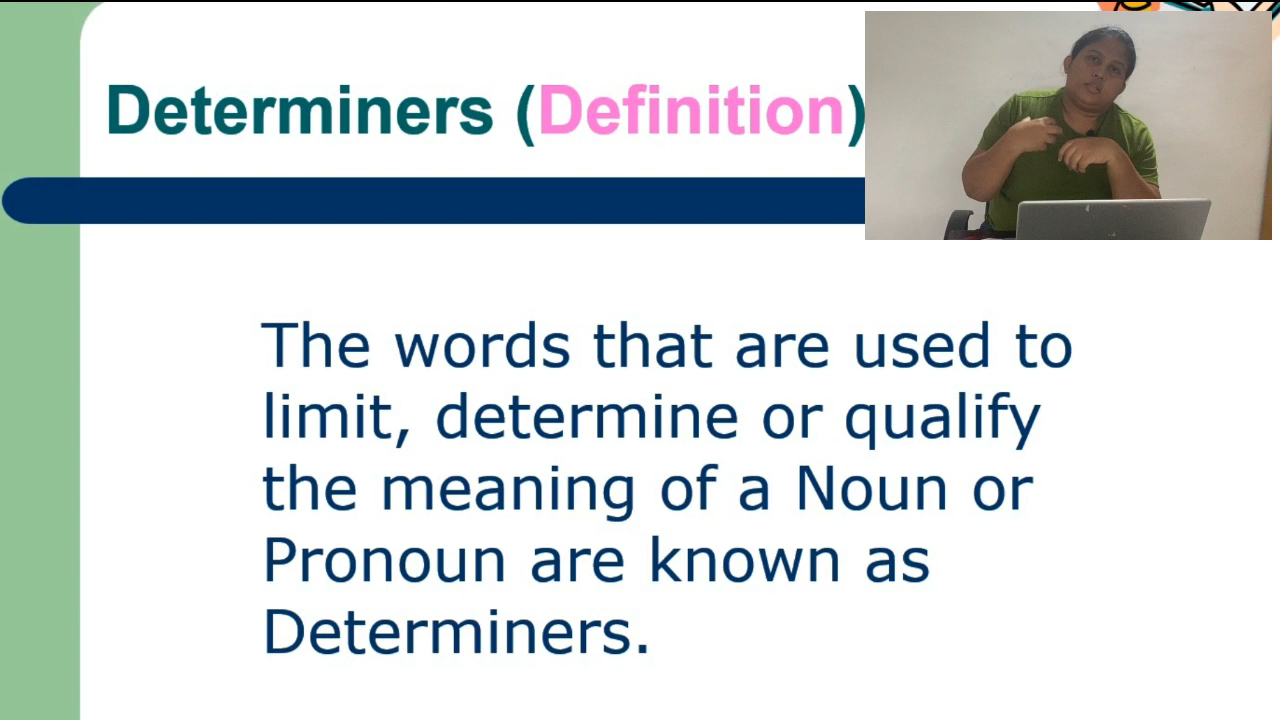 Determiners (Definition)
The words that are used to
limit, determine or qualify
the meaning of a Noun or
Pronoun are known as
Determiners.